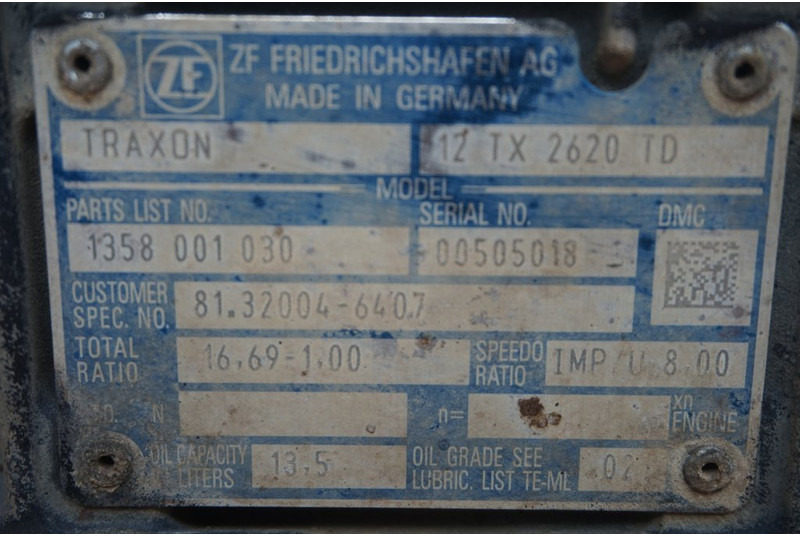 ZF FRIEDRICHSHAFEN AG
MADE IN GERMANY
TRAXON 12 TX 2620 TD
MODEL
PARTS LIST NO. SERIAL NO. DMC
1358 001 030 00505018
CUSTOMER
SPEC. NO. 81.32004-6407
TOTAL
RATIO 16,69-1,00 SPEEDO
RATIO IMP/U 8,00
N n= xn
ENGINE
OIL CAPACITY
LITERS 13,5 OIL GRADE SEE
LUBRIC. LIST TE-ML 02